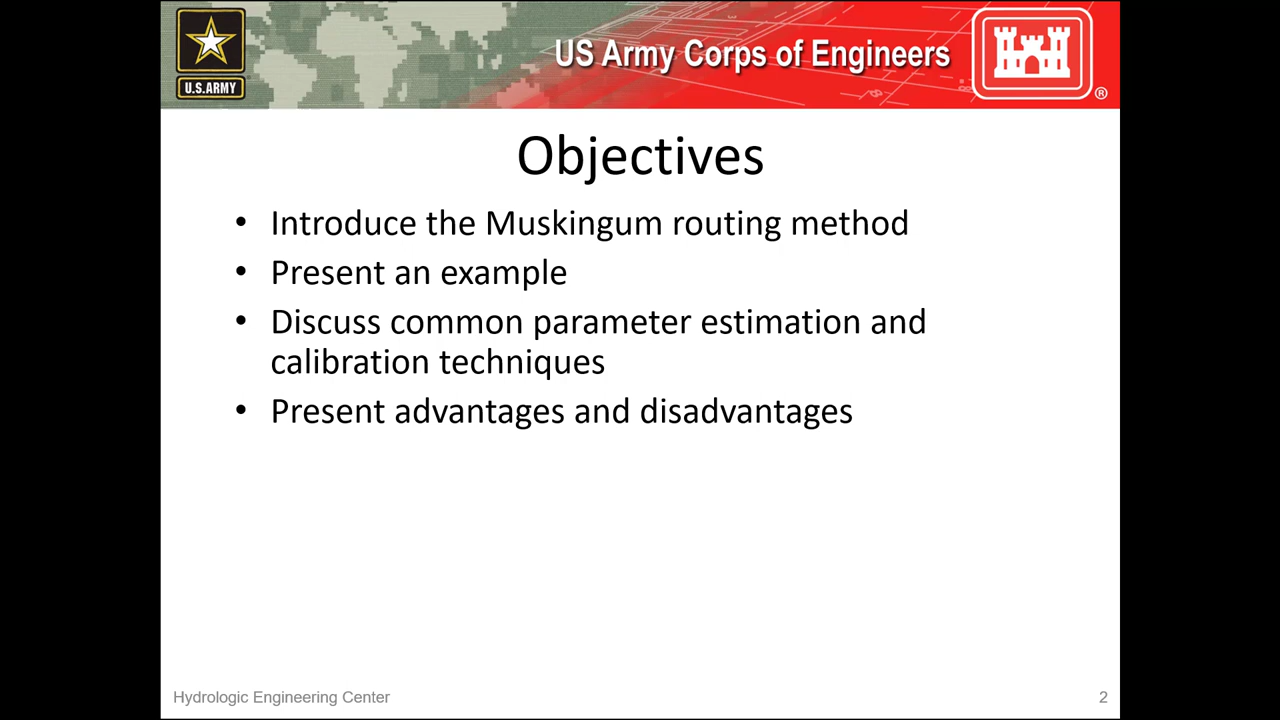 U.S.ARMY
US Army Corps of Engineers
®
Objectives
• Introduce the Muskingum routing method
• Present an example
• Discuss common parameter estimation and
calibration techniques
• Present advantages and disadvantages
Hydrologic Engineering Center
2